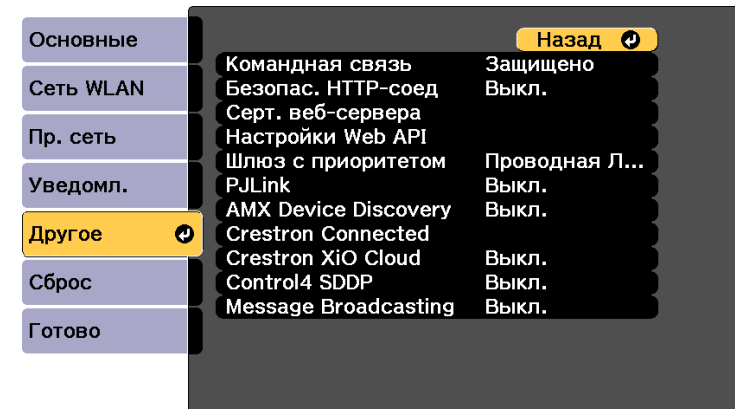 Основные
Сеть WLAN
Пр. сеть
Уведомл.
Другое
Сброс
Готово
Назад
Командная связь Защищено
Безопас. HTTP-соед Выкл.
Серт. веб-сервера
Настройки Web API
Шлюз с приоритетом Проводная Л...
PJLink Выкл.
AMX Device Discovery Выкл.
Crestron Connected
Crestron XiO Cloud Выкл.
Control4 SDDP Выкл.
Message Broadcasting Выкл.